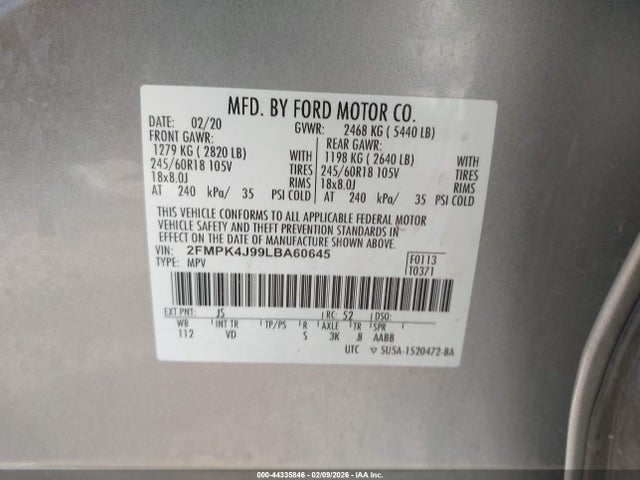 MFD. BY FORD MOTOR CO.
DATE: 02/20 GVWR: 2468 KG ( 5440 LB)
FRONT GAWR: REAR GAWR:
1279 KG ( 2820 LB) WITH 1198 KG ( 2640 LB) WITH
245/60R18 105V TIRES 245/60R18 105V TIRES
18x8.0J RIMS 18x8.0J RIMS
AT 240 kPa/ 35 PSI COLD AT 240 kPa/ 35 PSI COLD
THIS VEHICLE CONFORMS TO ALL APPLICABLE FEDERAL MOTOR
VEHICLE SAFETY AND THEFT PREVENTION STANDARDS IN
EFFECT ON THE DATE OF MANUFACTURE SHOWN ABOVE.
VIN: 2FMPK4J99LBA60645 F0113
TYPE: MPV T0371
EXT PNT: JS RC: 52 DSO:
WB INT TR TP/PS R AXLE TR SPR
112 VD 5 3K .8 AABB
UTC ▽ SU5A-1520472-BA
000-44335846 | 02/09/2026 - IAA Inc.